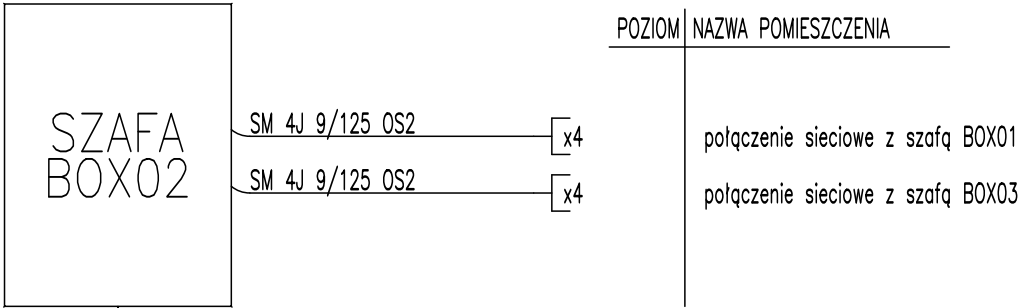 POZIOM NAZWA POMIESZCZENIA
SZAFA
BOX02
SM 4J 9/125 OS2 x4 połączenie sieciowe z szafą BOX01
SM 4J 9/125 OS2 x4 połączenie sieciowe z szafą BOX03